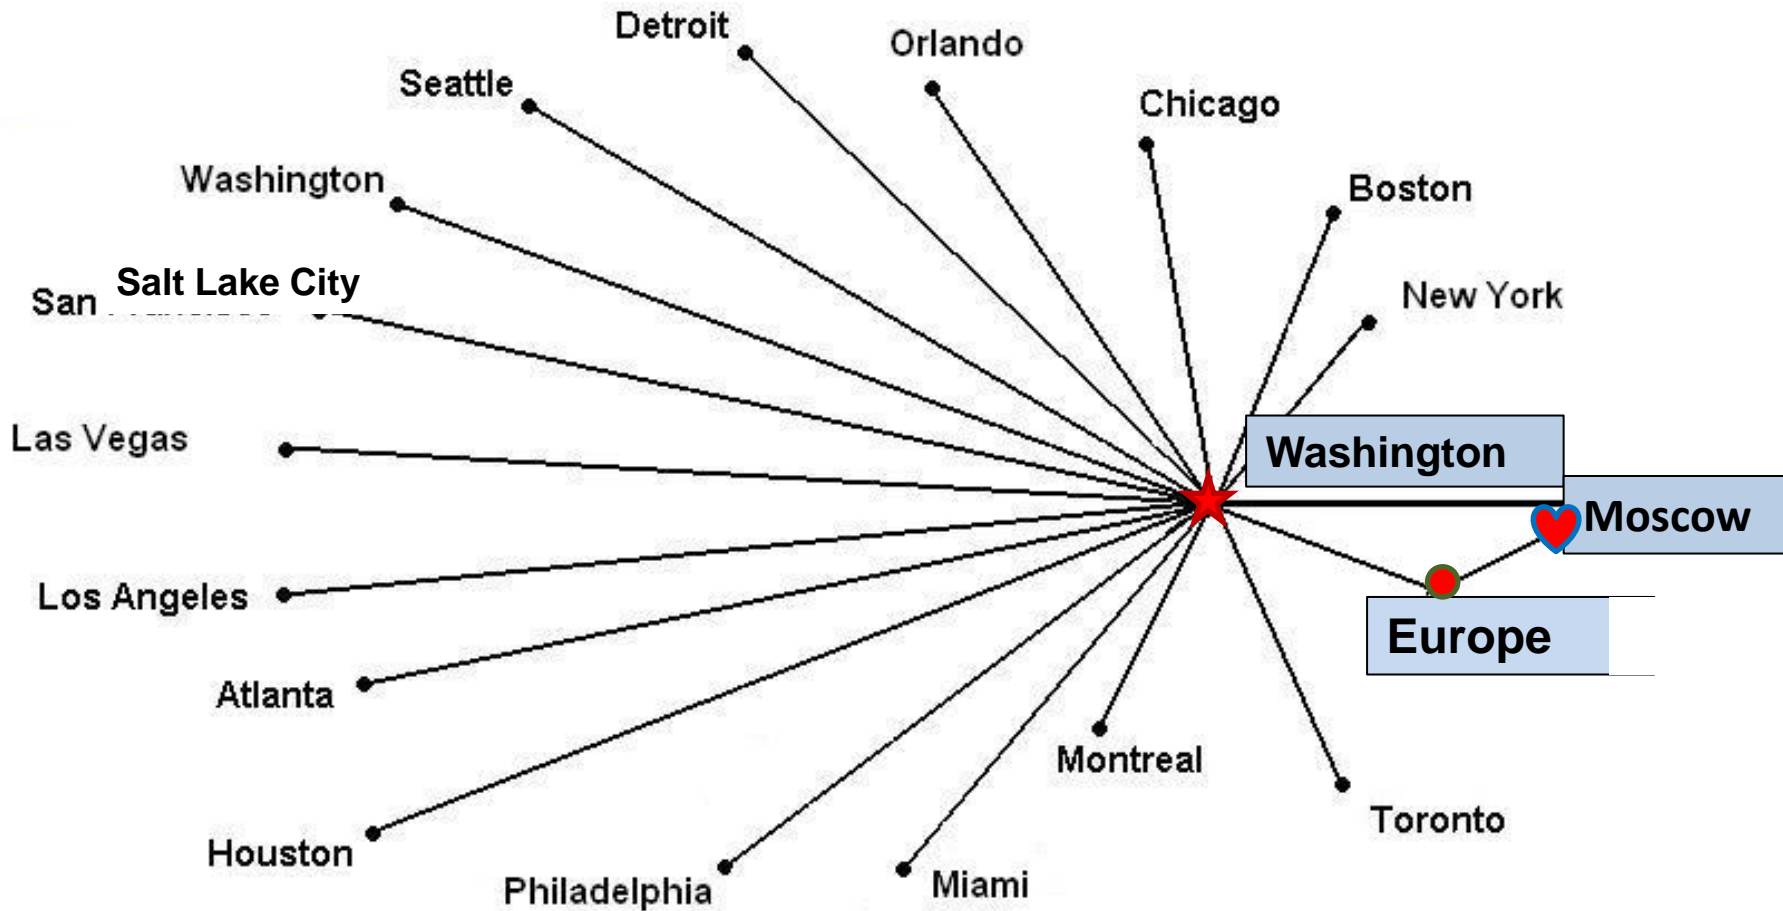 Detroit
Orlando
Seattle
Chicago
Washington
Boston
Salt Lake City
San
New York
Las Vegas
Washington
Moscow
Los Angeles
Europe
Atlanta
Montreal
Toronto
Houston
Philadelphia
Miami